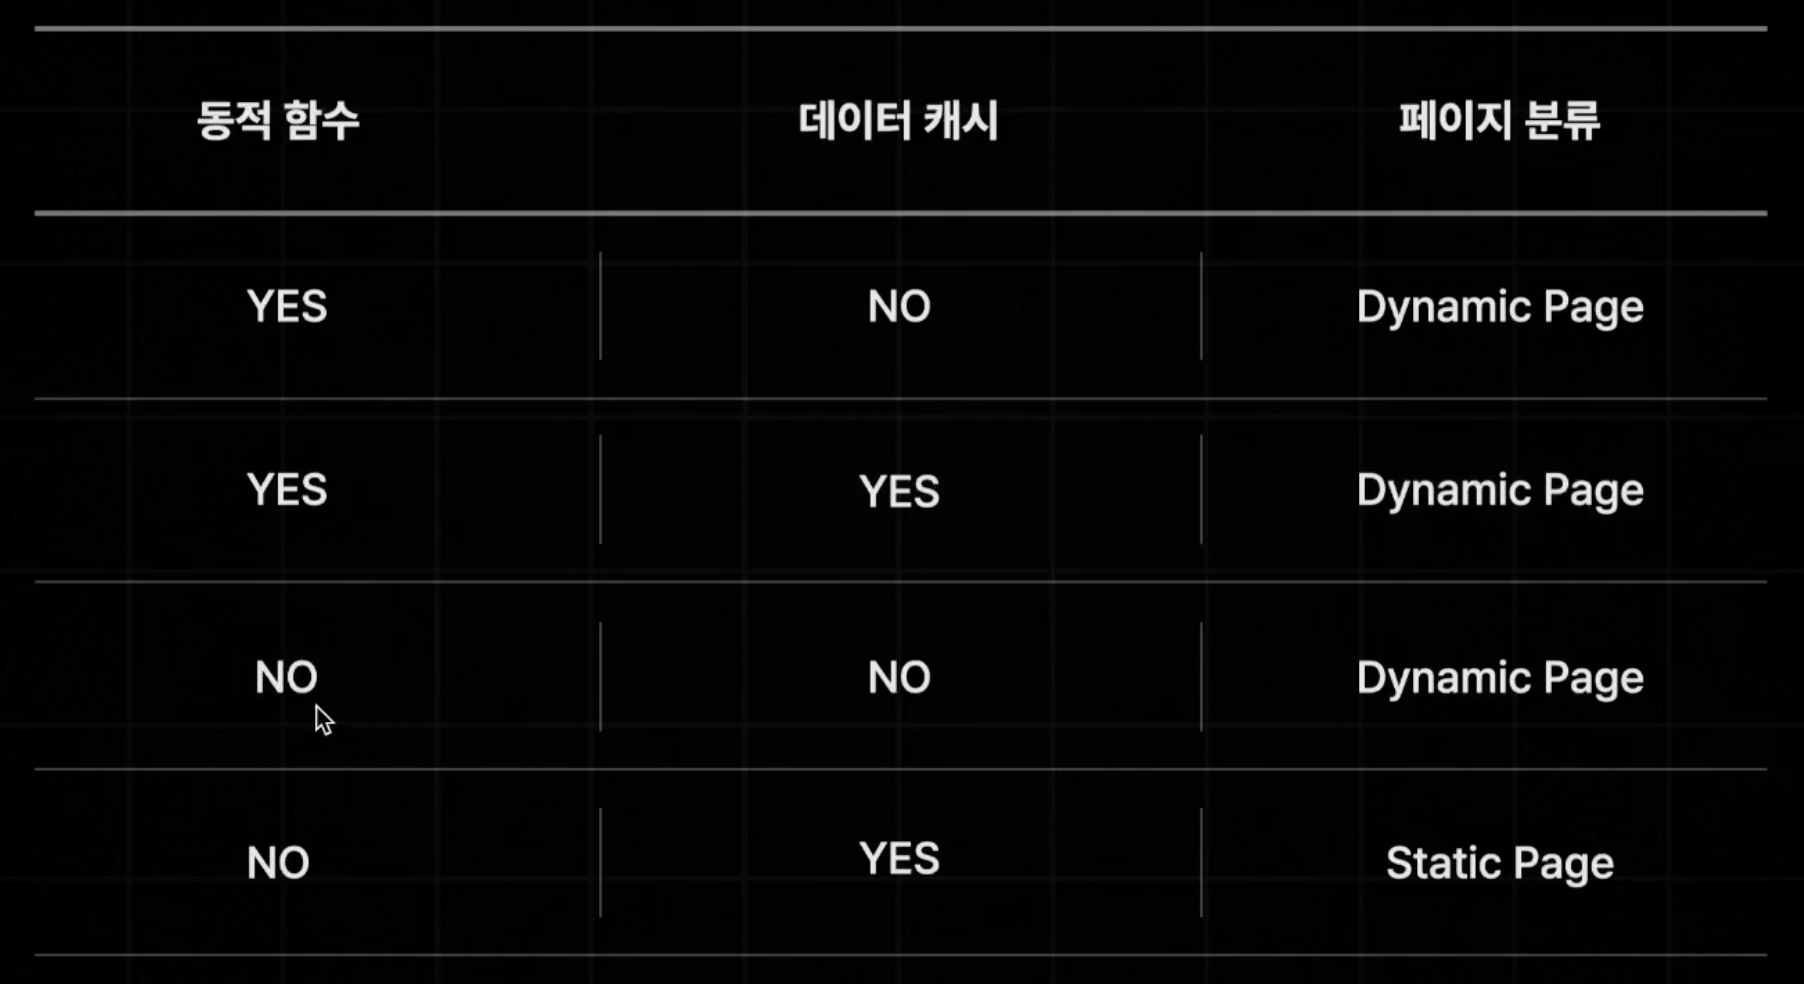 동적 함수 데이터 캐시 페이지 분류
YES NO Dynamic Page
YES YES Dynamic Page
NO NO Dynamic Page
NO YES Static Page